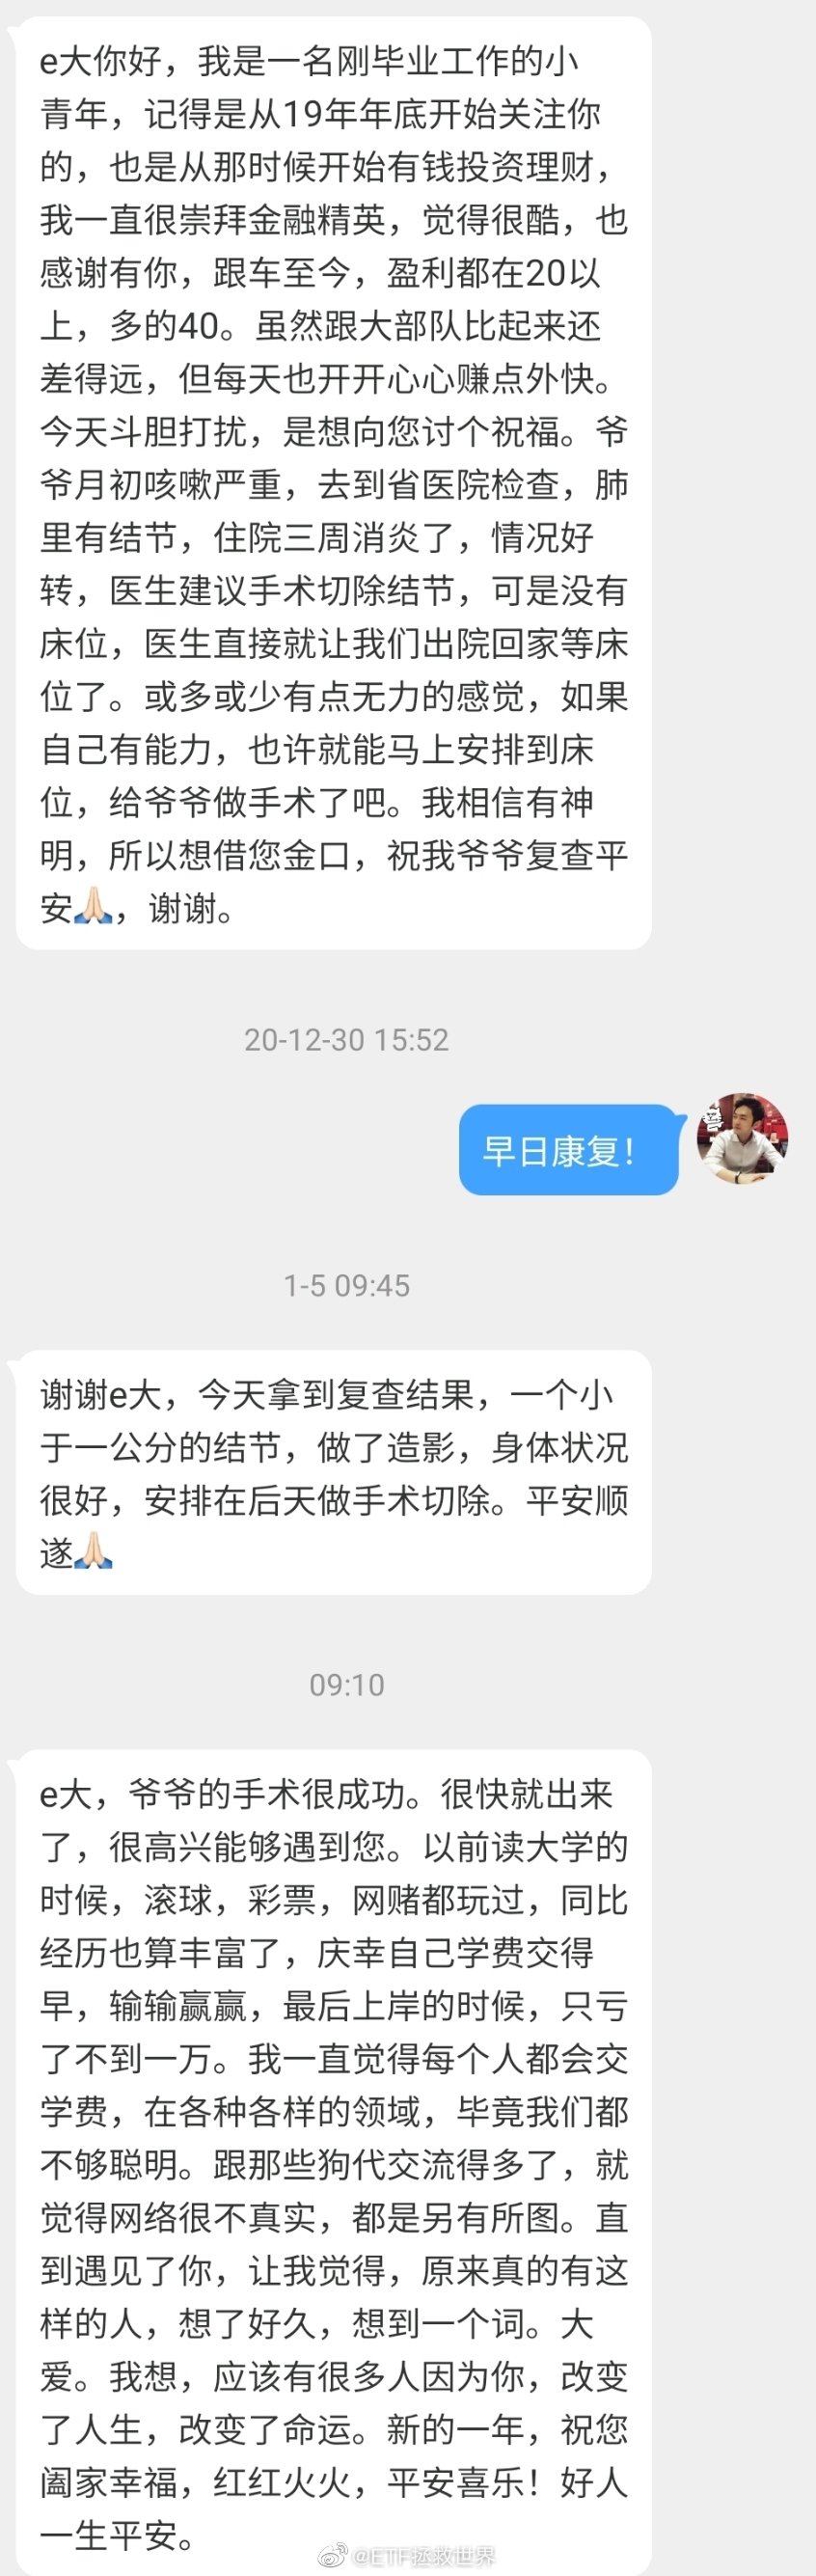 e大你好，我是一名刚毕业工作的小
青年，记得是从19年年底开始关注你
的，也是从那时候开始有钱投资理财，
我一直很崇拜金融精英，觉得很酷，也
感谢有你，跟车至今，盈利都在20以
上，多的40。虽然跟大部队比起来还
差得远，但每天也开开心心赚点外快。
今天斗胆打扰，是想向您讨个祝福。爷
爷月初咳嗽严重，去到省医院检查，肺
里有结节，住院三周消炎了，情况好
转，医生建议手术切除结节，可是没有
床位，医生直接就让我们出院回家等床
位了。或多或少有点无力的感觉，如果
自己有能力，也许就能马上安排到床
位，给爷爷做手术了吧。我相信有神
明，所以想借您金口，祝我爷爷复查平
安🙏🏻，谢谢。
20-12-30 15:52
早日康复！
1-5 09:45
谢谢e大，今天拿到复查结果，一个小
于一公分的结节，做了造影，身体状况
很好，安排在后天做手术切除。平安顺
遂🙏🏻
09:10
e大，爷爷的手术很成功。很快就出来
了，很高兴能够遇到您。以前读大学的
时候，滚球，彩票，网赌都玩过，同比
经历也算丰富了，庆幸自己学费交得
早，输输赢赢，最后上岸的时候，只亏
了不到一万。我一直觉得每个人都会交
学费，在各种各样的领域，毕竟我们都
不够聪明。跟那些狗代交流得多了，就
觉得网络很不真实，都是另有所图。直
到遇见了你，让我觉得，原来真的有这
样的人，想了好久，想到一个词。大
爱。我想，应该有很多人因为你，改变
了人生，改变了命运。新的一年，祝您
阖家幸福，红红火火，平安喜乐！好人
一生平安。
@ETF拯救世界